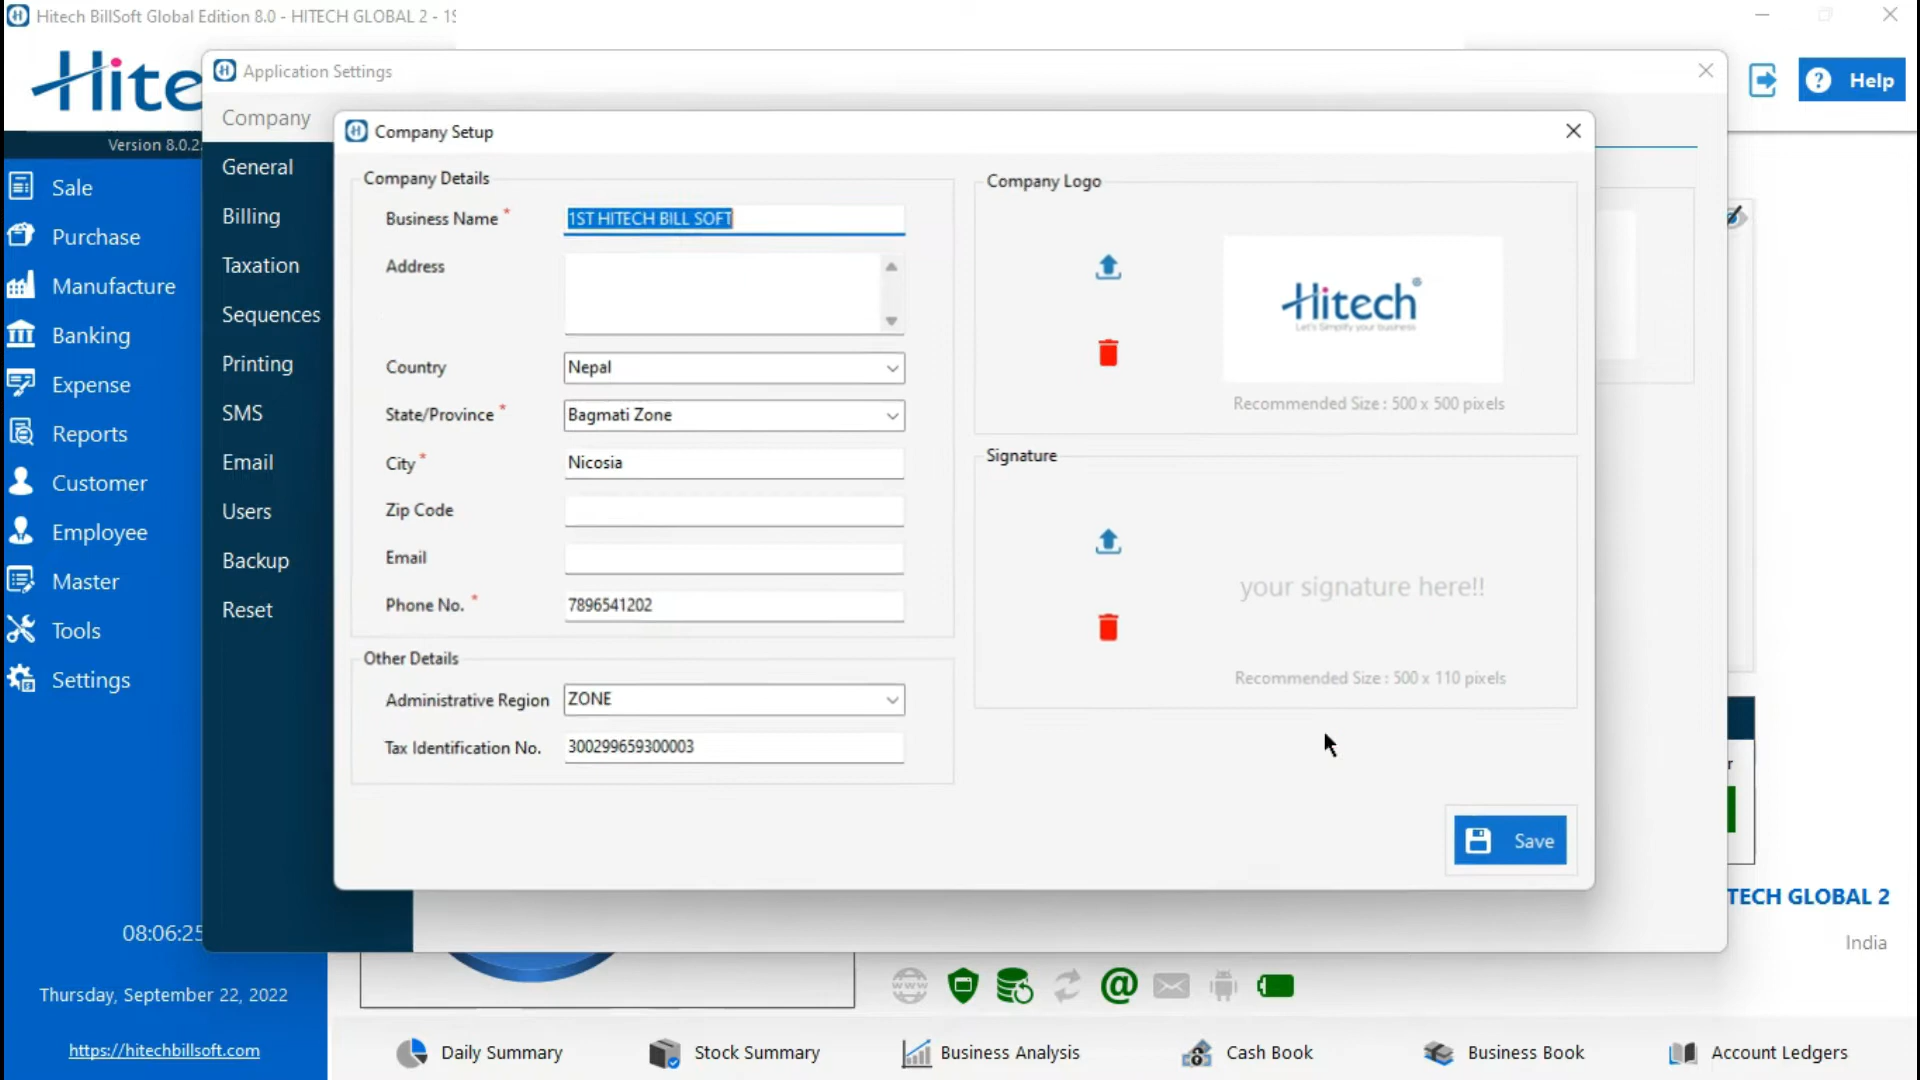 Hitech BillSoft Global Edition 8.0 - HITECH GLOBAL 2 - 1S
Hite
Version 8.0.2.
Help
Application Settings
Company
General
Billing
Taxation
Sequences
Printing
SMS
Email
Users
Backup
Reset
Sale
Purchase
Manufacture
Banking
Expense
Reports
Customer
Employee
Master
Tools
Settings
08:06:25
Thursday, September 22, 2022
https://hitechbillsoft.com
Company Setup
Company Details
Business Name * 1ST HITECH BILL SOFT
Address
Country Nepal
State/Province * Bagmati Zone
City * Nicosia
Zip Code
Email
Phone No. * 7896541202
Other Details
Administrative Region ZONE
Tax Identification No. 300299659300003
Company Logo
Hitech
Let's Simplify your business
Recommended Size : 500 x 500 pixels
Signature
your signature here!!
Recommended Size : 500 x 110 pixels
Save
r
TECH GLOBAL 2
India
www
@
Daily Summary
Stock Summary
Business Analysis
Cash Book
Business Book
Account Ledgers